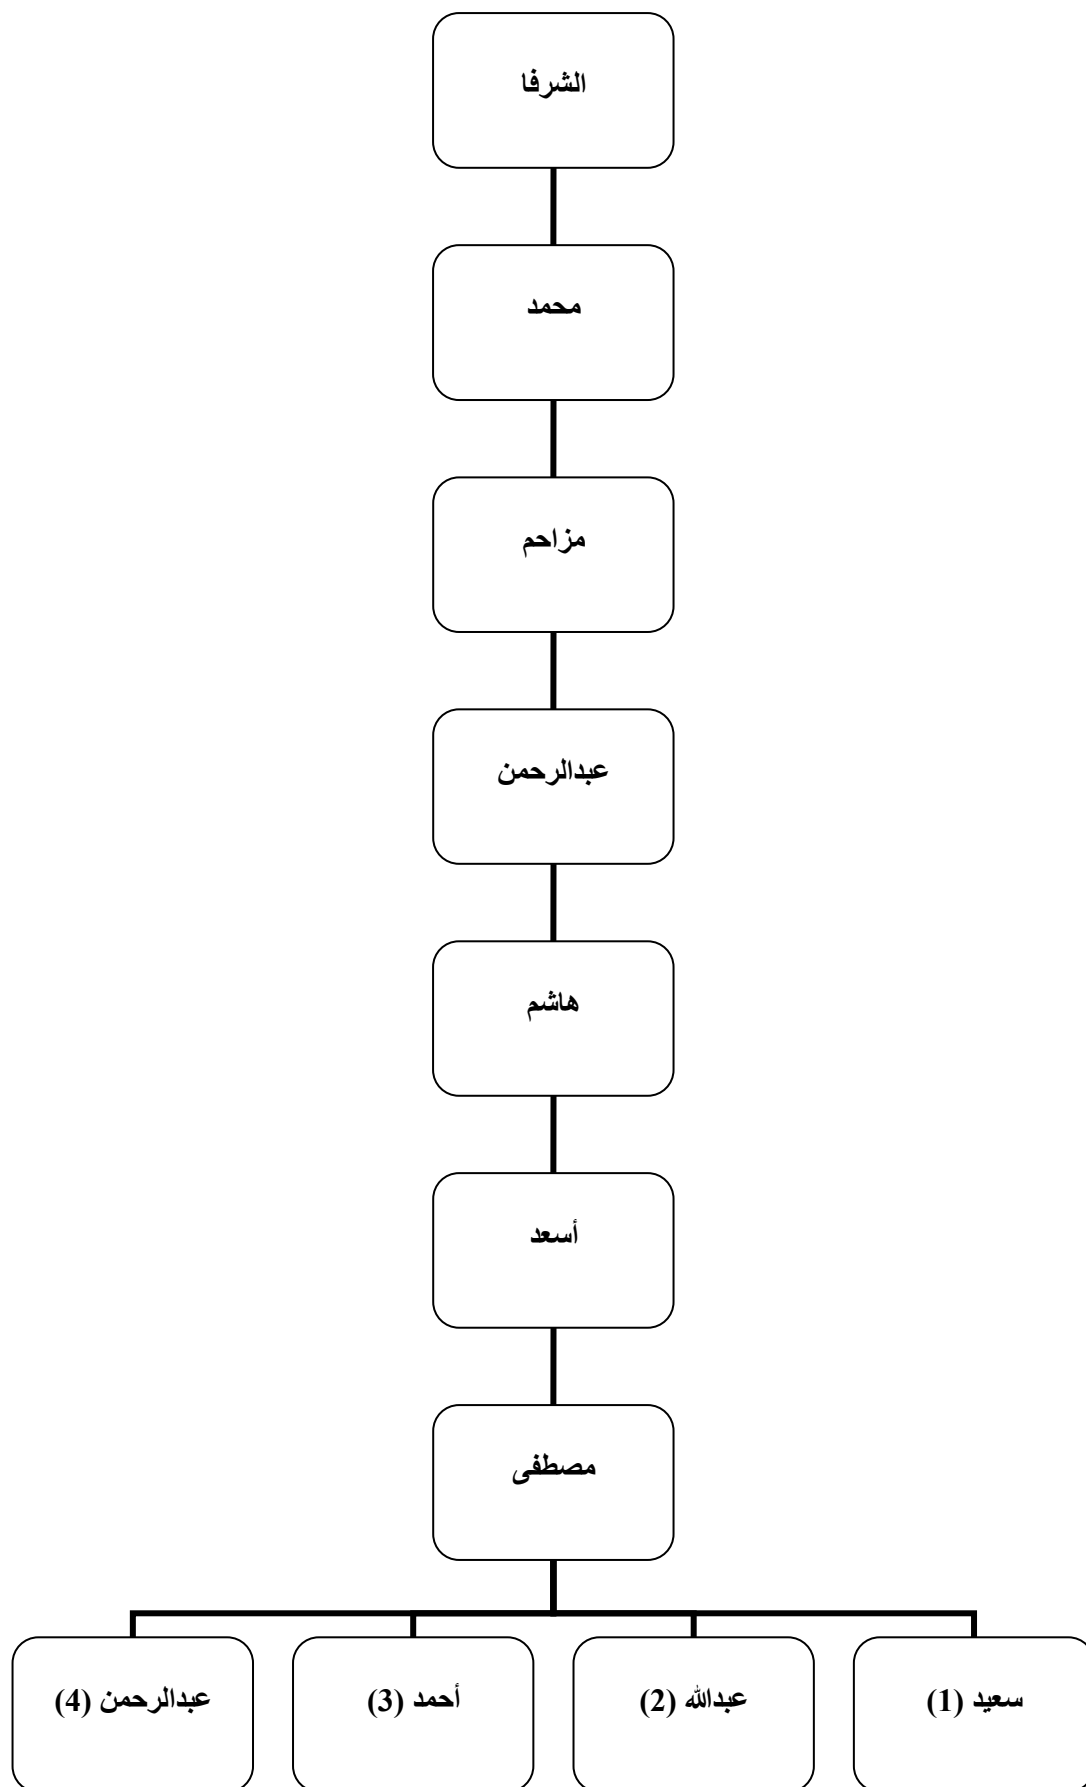 الشرفا
محمد
مزاحم
عبدالرحمن
هاشم
أسعد
مصطفى
سعيد (1)
عبدالله (2)
أحمد (3)
عبدالرحمن (4)